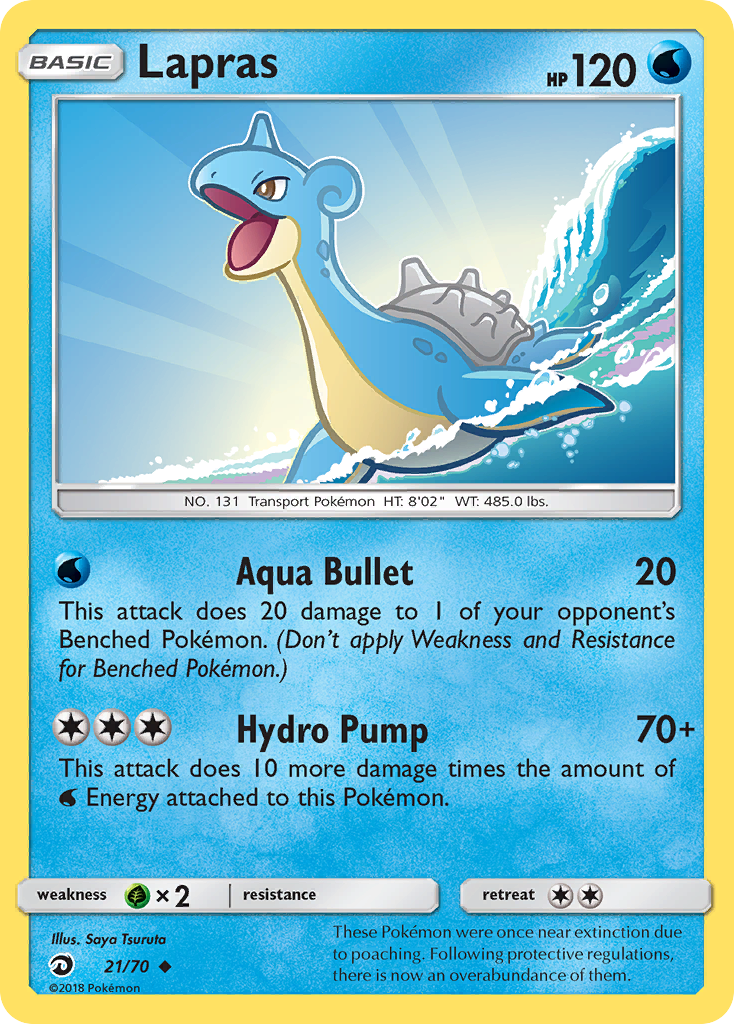 BASIC Lapras HP 120
NO. 131 Transport Pokémon HT: 8'02" WT: 485.0 lbs.
Aqua Bullet 20
This attack does 20 damage to 1 of your opponent's
Benched Pokémon. (Don't apply Weakness and Resistance
for Benched Pokémon.)
Hydro Pump 70+
This attack does 10 more damage times the amount of
Energy attached to this Pokémon.
weakness ×2 resistance retreat
Illus. Saya Tsuruta
21/70
©2018 Pokémon
These Pokémon were once near extinction due
to poaching. Following protective regulations,
there is now an overabundance of them.